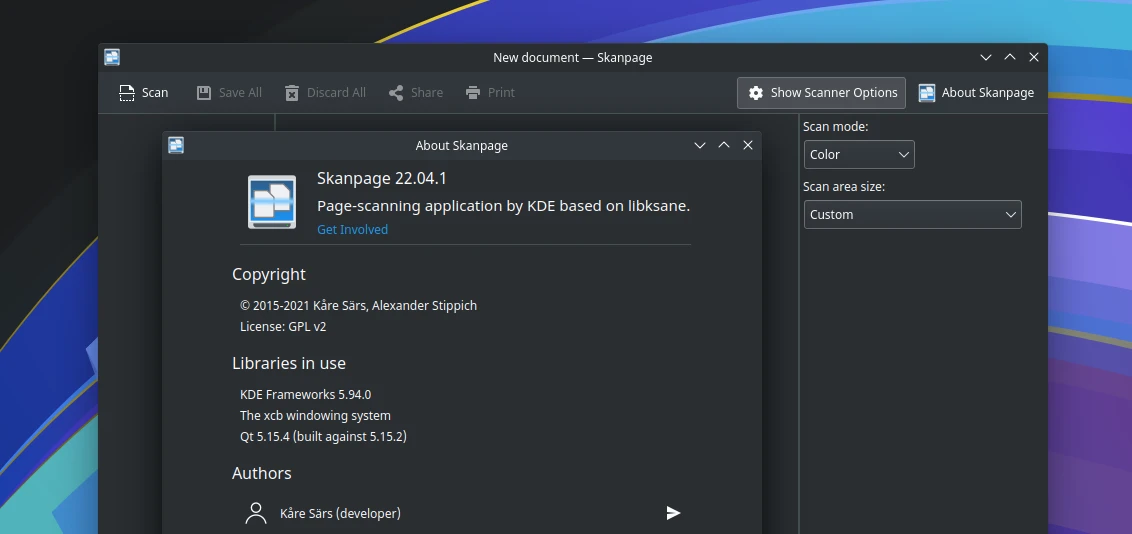 New document — Skanpage
Scan Save All Discard All Share Print Show Scanner Options About Skanpage
Scan mode:
Color
Scan area size:
Custom
About Skanpage
Skanpage 22.04.1
Page-scanning application by KDE based on libksane.
Get Involved
Copyright
© 2015-2021 Kåre Särs, Alexander Stippich
License: GPL v2
Libraries in use
KDE Frameworks 5.94.0
The xcb windowing system
Qt 5.15.4 (built against 5.15.2)
Authors
Kåre Särs (developer)